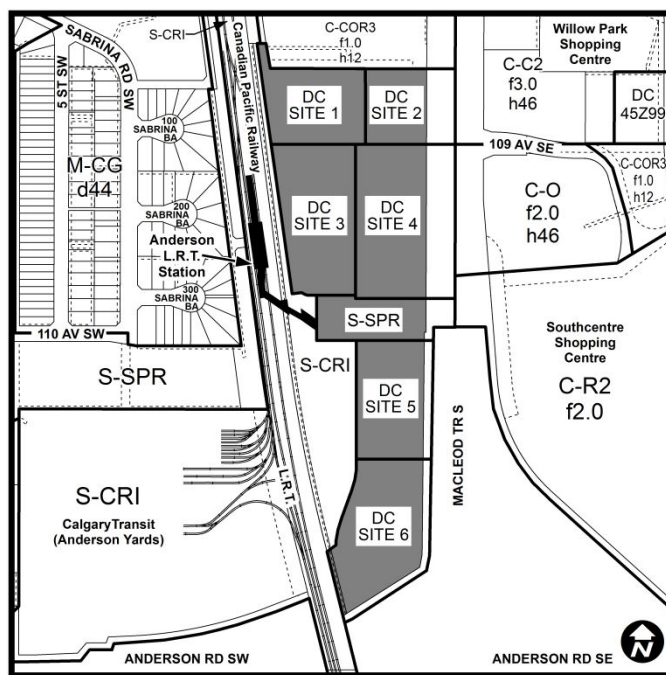 SABRINA RD SW
S-CRI
5 ST SW
Canadian Pacific Railway
C-COR3
f1.0
h12
Willow Park
Shopping
Centre
C-C2
f3.0
h46
DC
45Z99
DC
SITE 1
DC
SITE 2
100
SABRINA
BA
M-CG
d44
109 AV SE
C-COR3
f1.0
h12
C-O
f2.0
h46
DC
SITE 3
DC
SITE 4
200
SABRINA
BA
Anderson
L.R.T.
Station
300
SABRINA
BA
S-SPR
110 AV SW
S-SPR
S-CRI
Southcentre
Shopping
Centre
C-R2
f2.0
DC
SITE 5
MACLEOD TR S
L.R.T.
S-CRI
Calgary Transit
(Anderson Yards)
DC
SITE 6
ANDERSON RD SW
ANDERSON RD SE
N